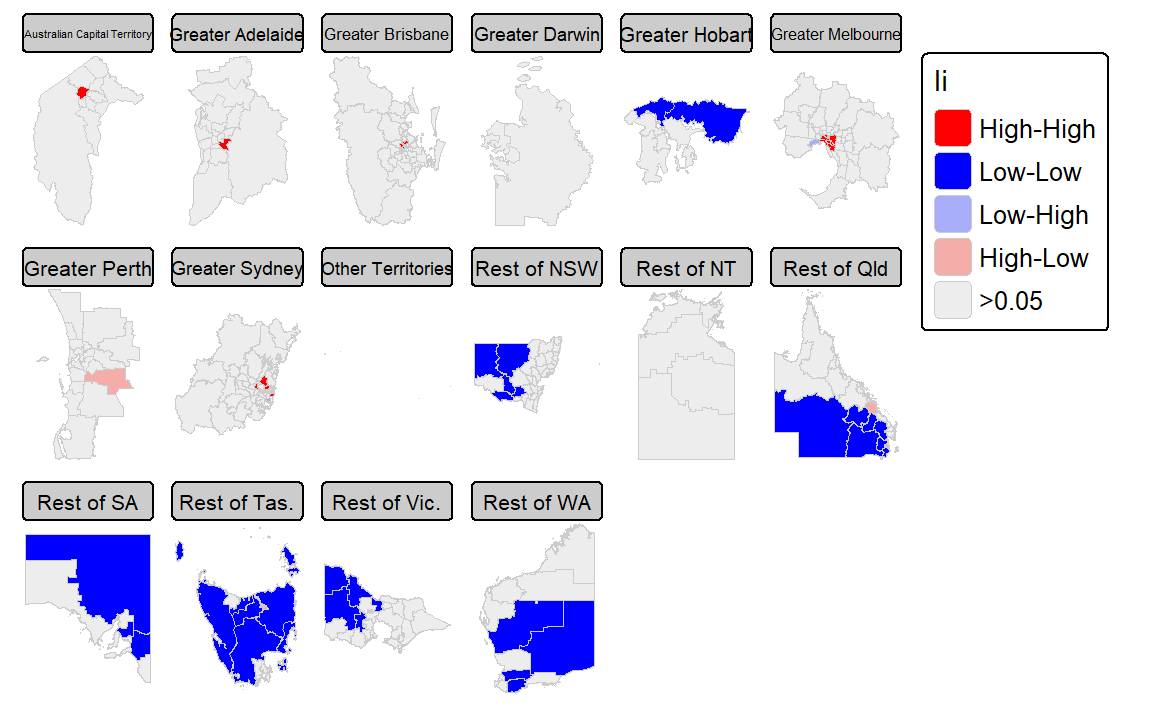 Australian Capital Territory
Greater Adelaide
Greater Brisbane
Greater Darwin
Greater Hobart
Greater Melbourne
Ii
High-High
Low-Low
Low-High
High-Low
>0.05
Greater Perth
Greater Sydney
Other Territories
Rest of NSW
Rest of NT
Rest of Qld
Rest of SA
Rest of Tas.
Rest of Vic.
Rest of WA